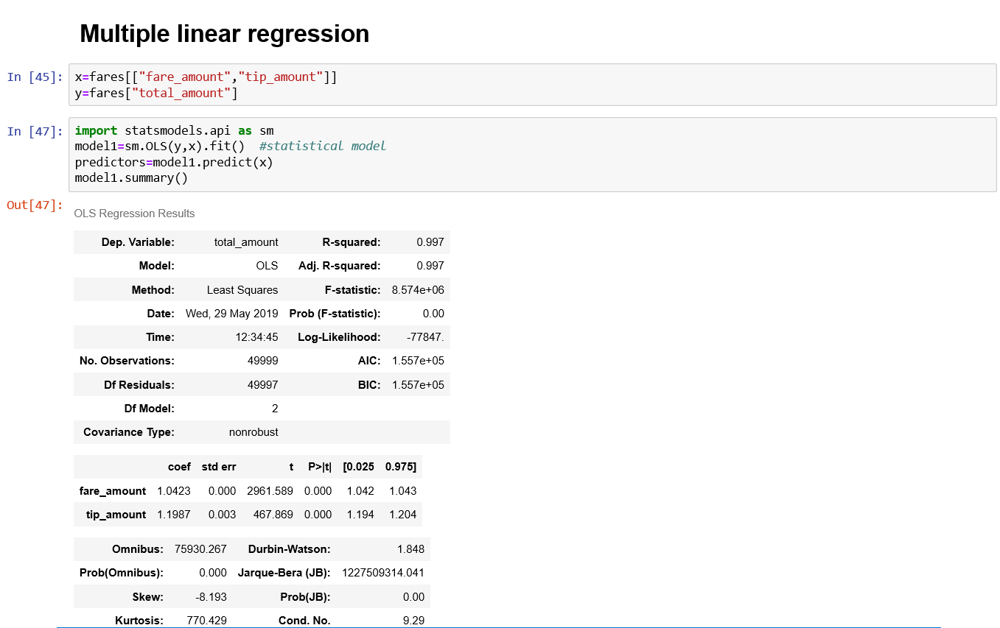 Multiple linear regression
In [45]: x=fares[["fare_amount","tip_amount"]]
y=fares["total_amount"]
In [47]: import statsmodels.api as sm
model1=sm.OLS(y,x).fit()  #statistical model
predictors=model1.predict(x)
model1.summary()
Out[47]:
OLS Regression Results
Dep. Variable: total_amount R-squared: 0.997
Model: OLS Adj. R-squared: 0.997
Method: Least Squares F-statistic: 8.574e+06
Date: Wed, 29 May 2019 Prob (F-statistic): 0.00
Time: 12:34:45 Log-Likelihood: -77847.
No. Observations: 49999 AIC: 1.557e+05
Df Residuals: 49997 BIC: 1.557e+05
Df Model: 2
Covariance Type: nonrobust
coef std err t P>|t| [0.025 0.975]
fare_amount 1.0423 0.000 2961.589 0.000 1.042 1.043
tip_amount 1.1987 0.003 467.869 0.000 1.194 1.204
Omnibus: 75930.267 Durbin-Watson: 1.848
Prob(Omnibus): 0.000 Jarque-Bera (JB): 1227509314.041
Skew: -8.193 Prob(JB): 0.00
Kurtosis: 770.429 Cond. No. 9.29